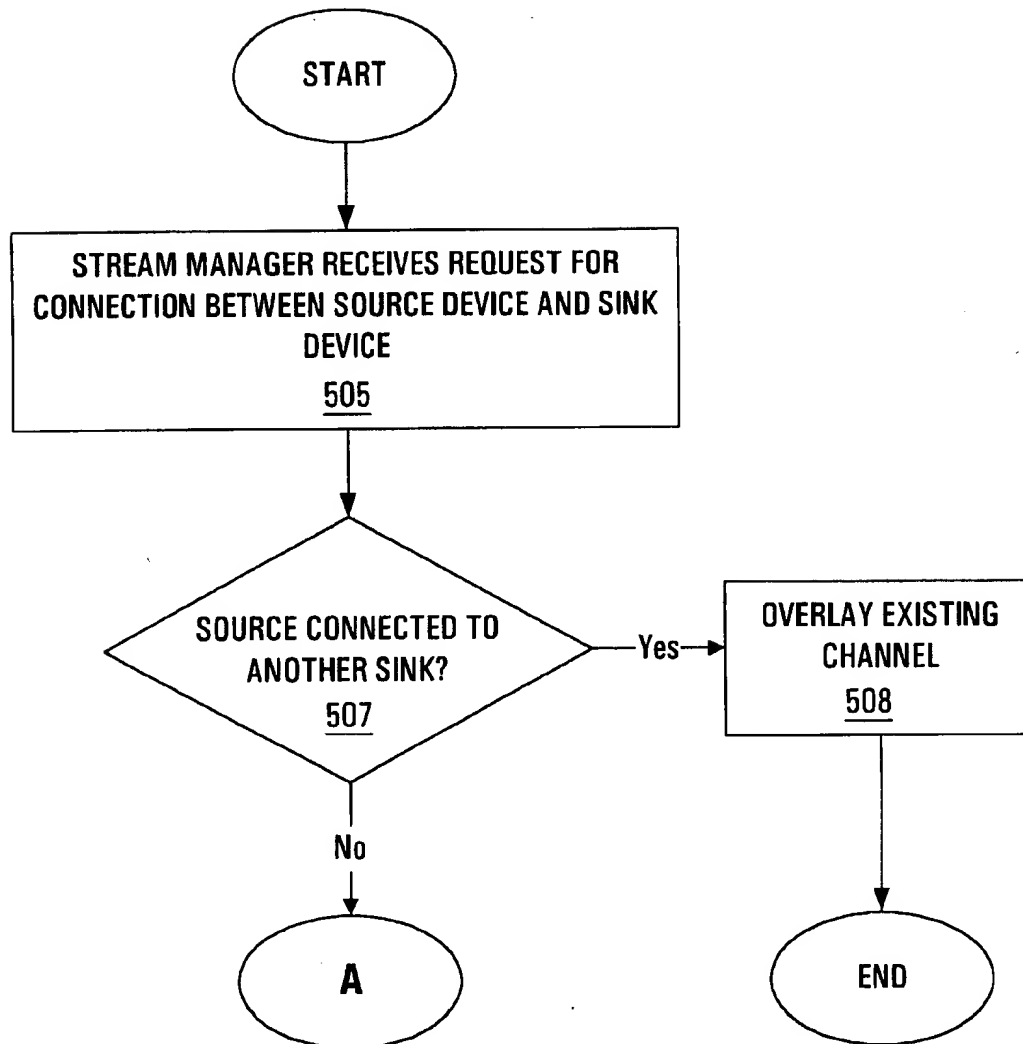 START
STREAM MANAGER RECEIVES REQUEST FOR
CONNECTION BETWEEN SOURCE DEVICE AND SINK
DEVICE
505
SOURCE CONNECTED TO
ANOTHER SINK?
507
Yes
OVERLAY EXISTING
CHANNEL
508
No
A
END